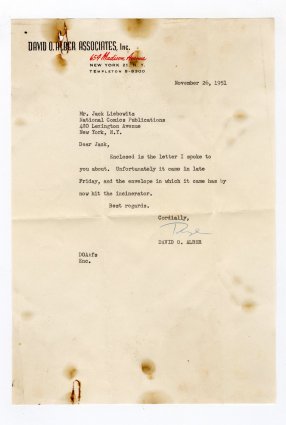 DAVID O. ALBER ASSOCIATES, Inc.
654 Madison Avenue
NEW YORK 21, N. Y.
TEMPLETON 8-8300
November 26, 1951
Mr. Jack Liebowitz
National Comics Publications
480 Lexington Avenue
New York, N.Y.
Dear Jack,
Enclosed is the letter I spoke to
you about. Unfortunately it came in late
Friday, and the envelope in which it came has by
now hit the incinerator.
Best regards.
Cordially,
DAVID O. ALBER
DOA:fs
Enc.